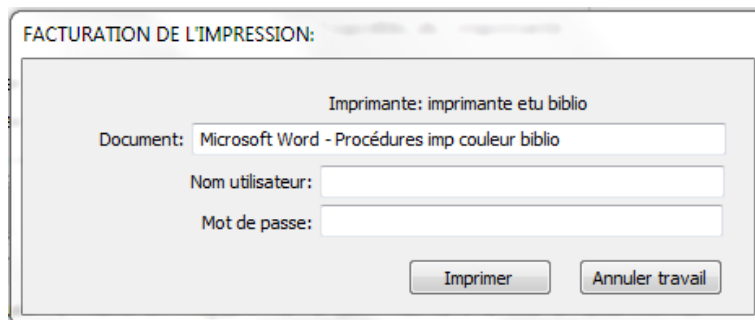 FACTURATION DE L'IMPRESSION:
Imprimante: imprimante etu biblio
Document: Microsoft Word - Procédures imp couleur biblio
Nom utilisateur:
Mot de passe:
Imprimer Annuler travail